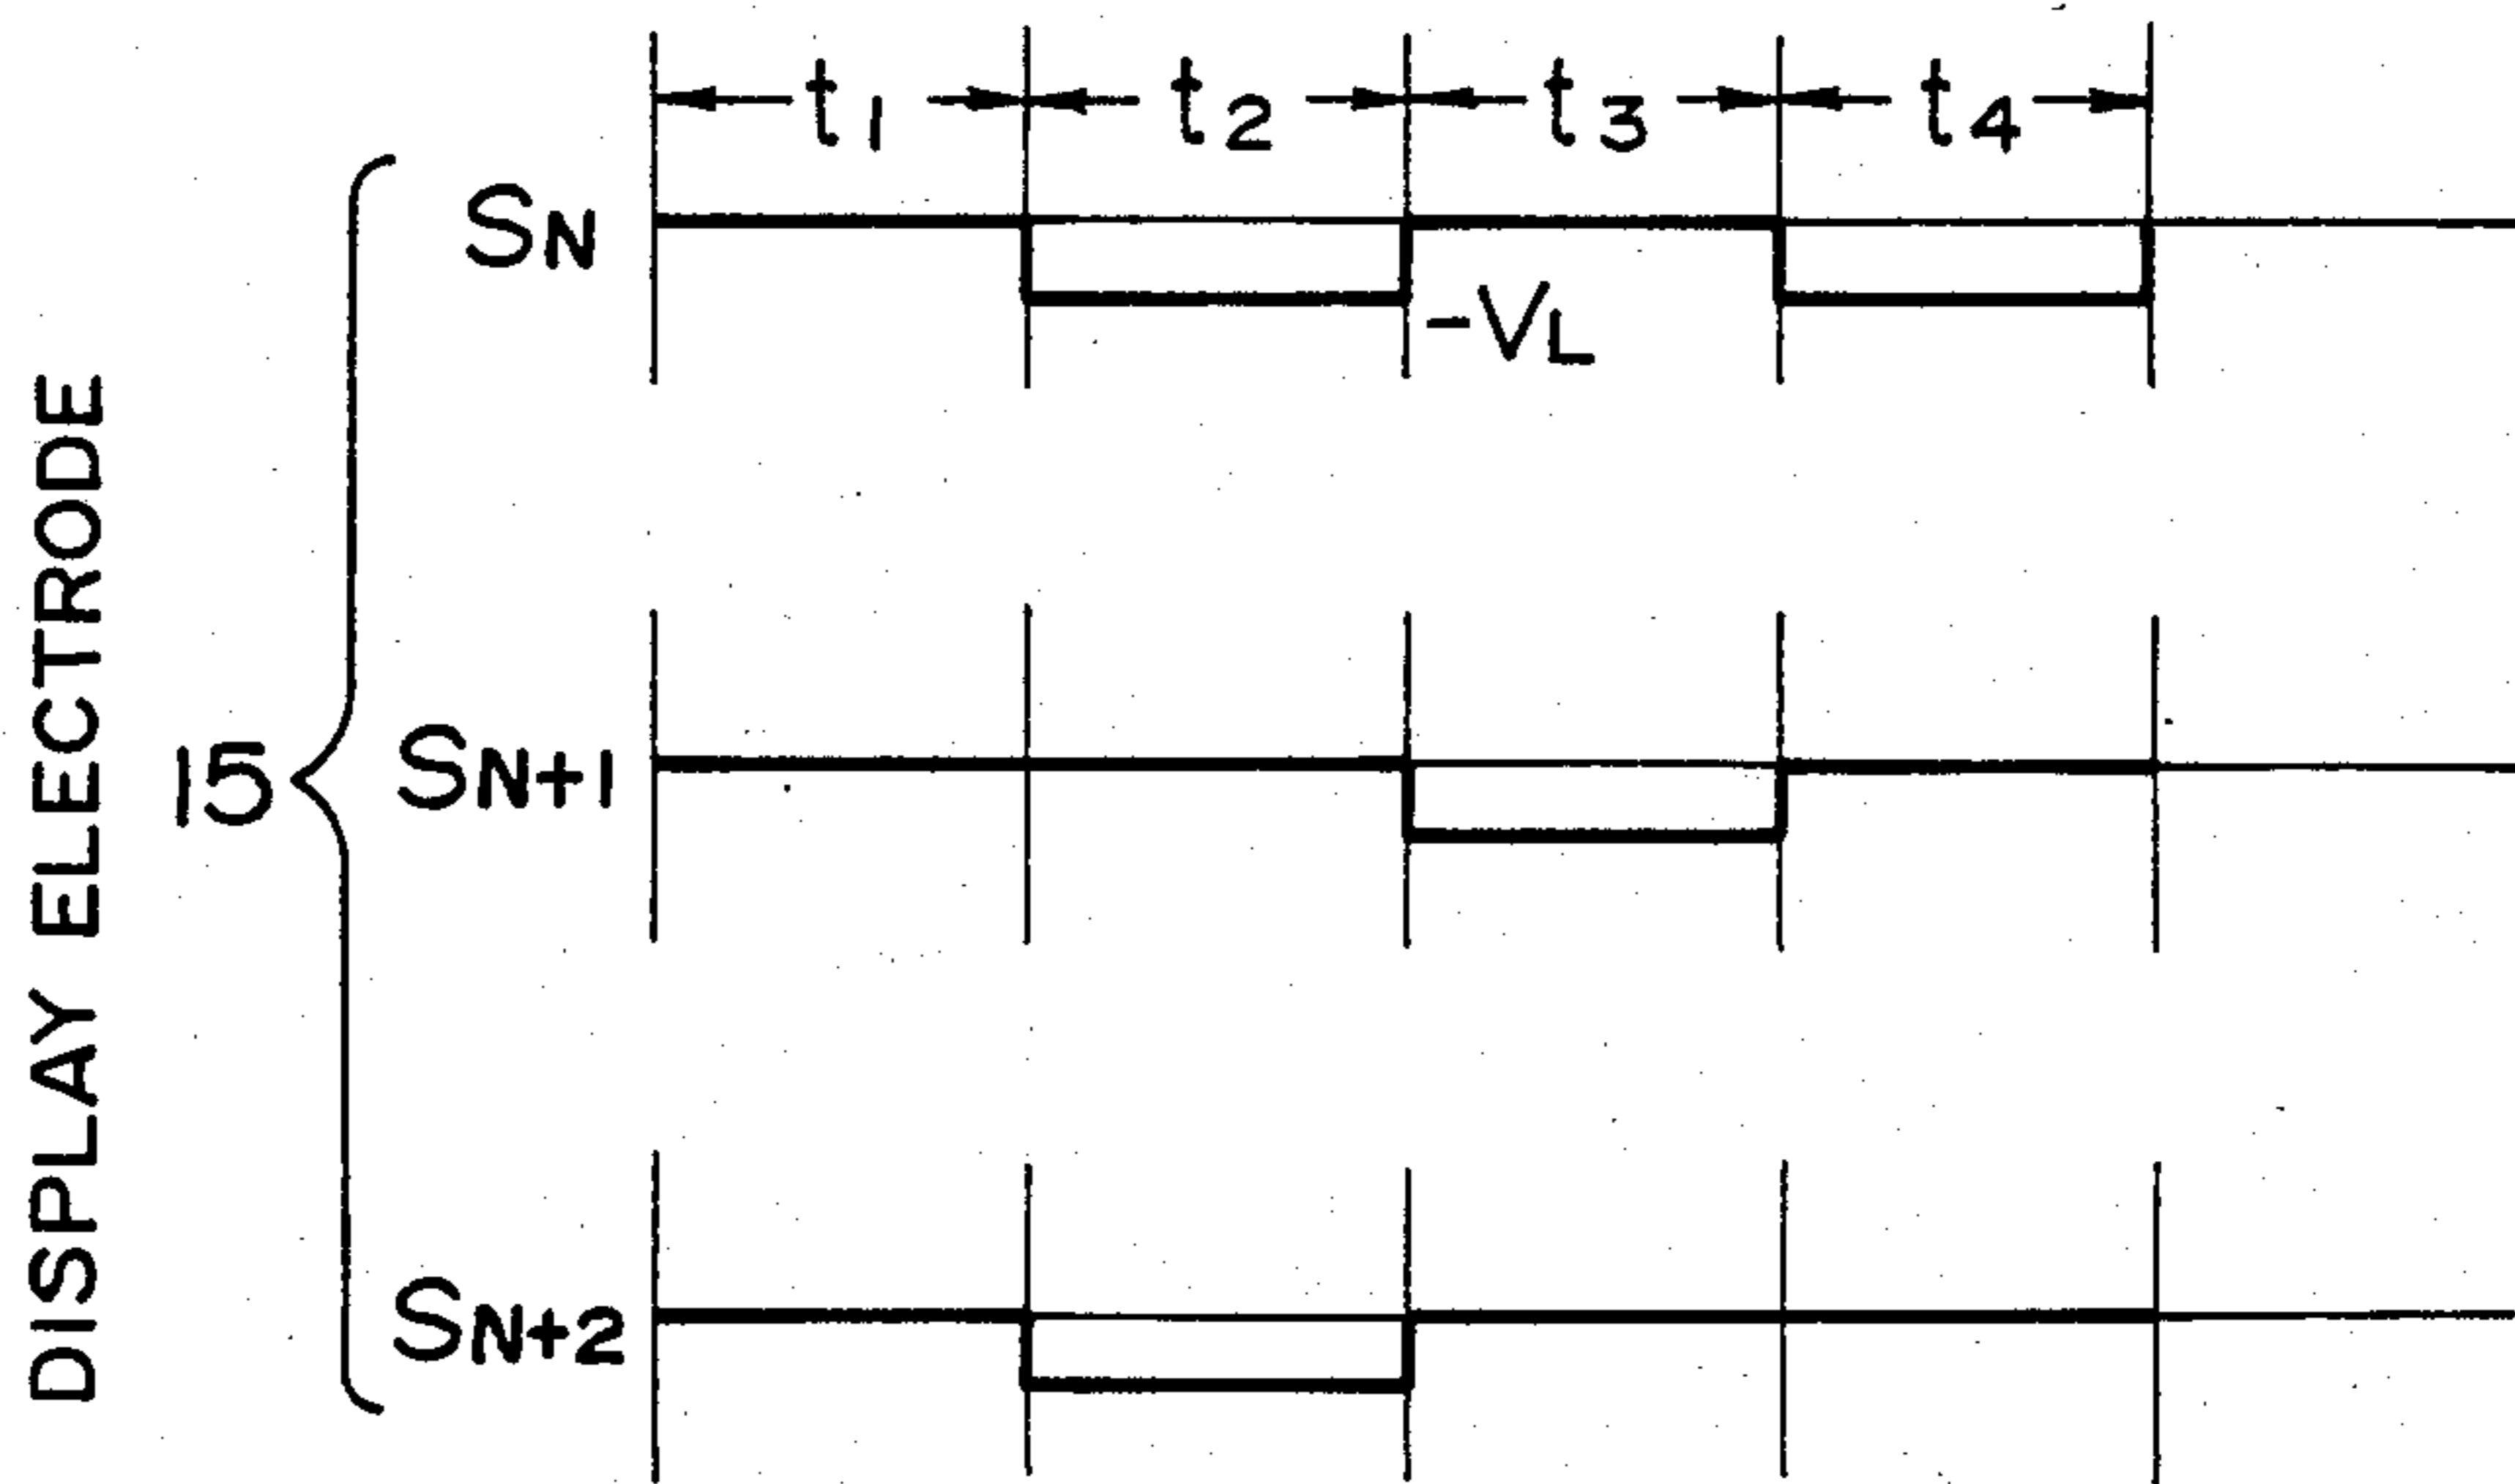 t1 t2 t3 t4
SN
-VL
DISPLAY ELECTRODE
15
SN+1
SN+2